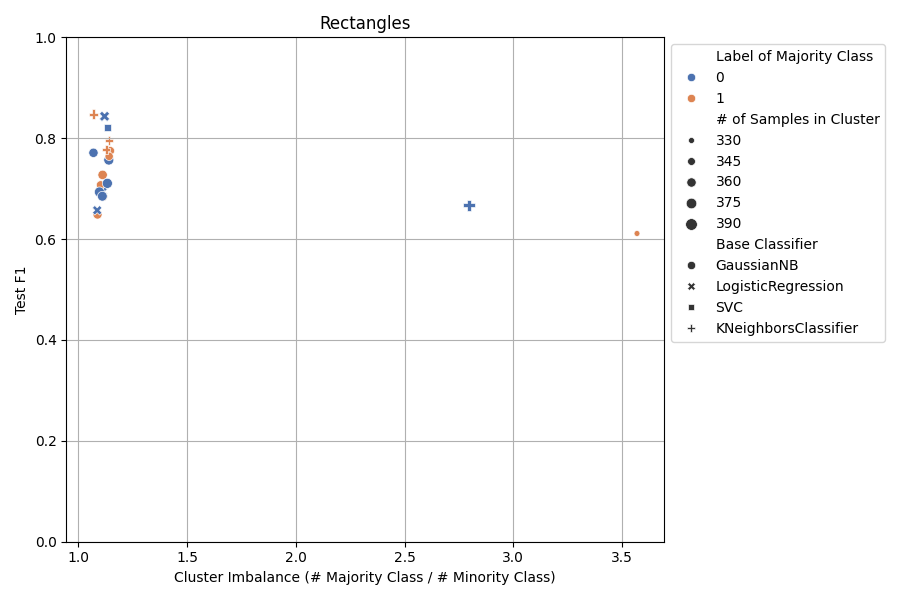 Rectangles
1.0
0.8
0.6
0.4
0.2
0.0
Test F1
1.0
1.5
2.0
2.5
3.0
3.5
Cluster Imbalance (# Majority Class / # Minority Class)
Label of Majority Class
0
1
# of Samples in Cluster
330
345
360
375
390
Base Classifier
GaussianNB
LogisticRegression
SVC
KNeighborsClassifier